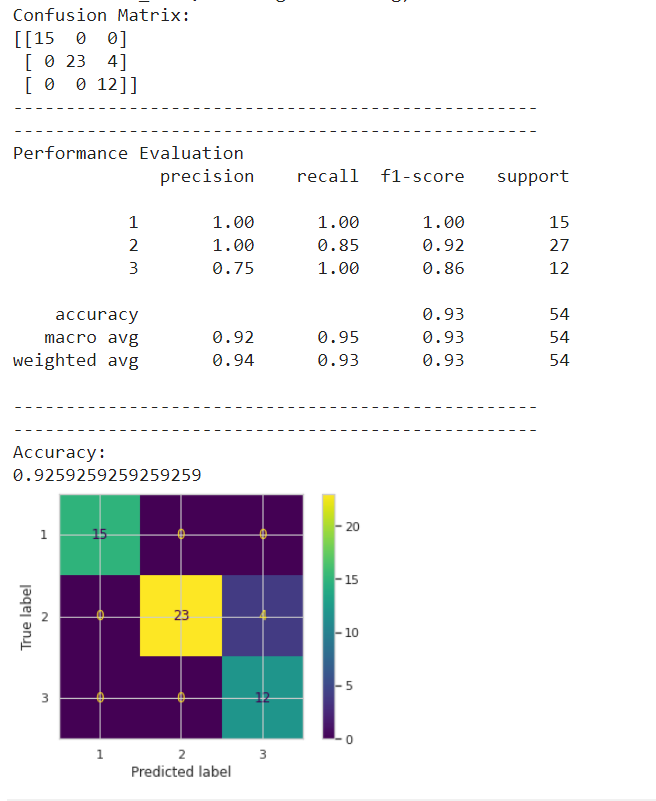 Confusion Matrix:
[[15  0  0]
 [ 0 23  4]
 [ 0  0 12]]
--------------------------------------------------
--------------------------------------------------
Performance Evaluation
              precision    recall  f1-score   support

           1       1.00      1.00      1.00        15
           2       1.00      0.85      0.92        27
           3       0.75      1.00      0.86        12

    accuracy                           0.93        54
   macro avg       0.92      0.95      0.93        54
weighted avg       0.94      0.93      0.93        54

--------------------------------------------------
--------------------------------------------------
Accuracy:
0.9259259259259259
1 15 0 0
2 0 23 4
3 0 0 12
1 2 3
True label
Predicted label
20
15
10
5
0